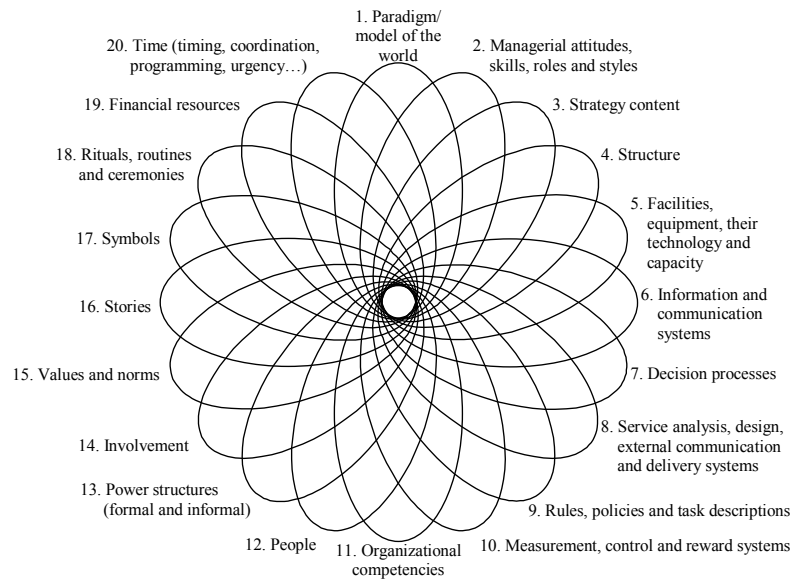 1. Paradigm/
model of the
world
2. Managerial attitudes,
skills, roles and styles
3. Strategy content
4. Structure
5. Facilities,
equipment, their
technology and
capacity
6. Information and
communication
systems
7. Decision processes
8. Service analysis, design,
external communication
and delivery systems
9. Rules, policies and task descriptions
10. Measurement, control and reward systems
11. Organizational
competencies
12. People
13. Power structures
(formal and informal)
14. Involvement
15. Values and norms
16. Stories
17. Symbols
18. Rituals, routines
and ceremonies
19. Financial resources
20. Time (timing, coordination,
programming, urgency…)